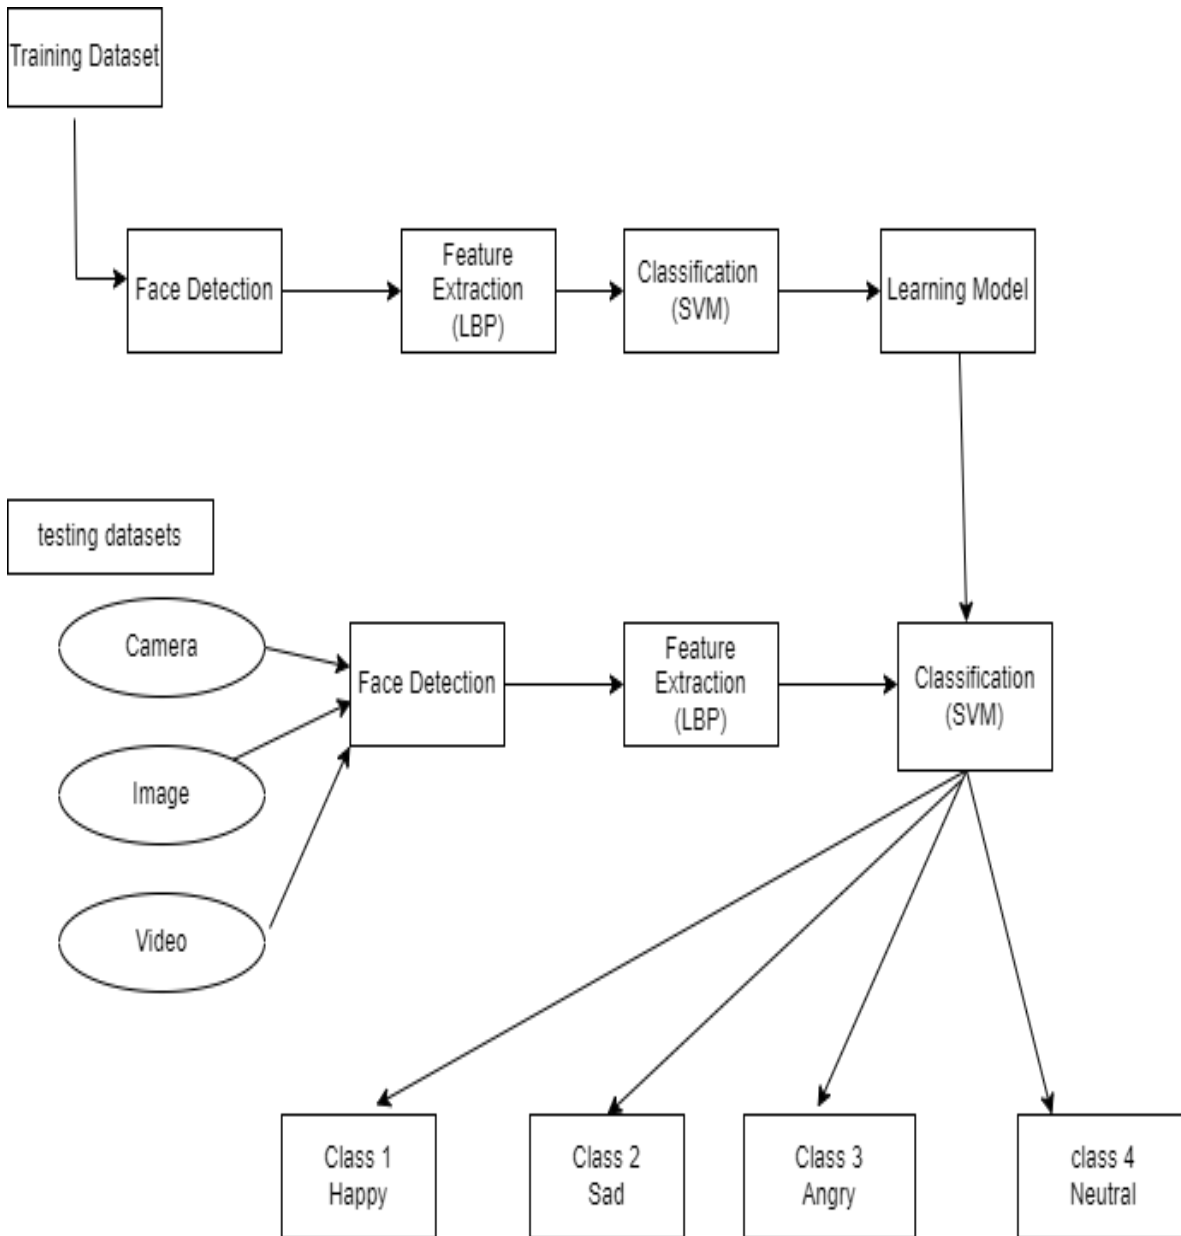 Training Dataset
Face Detection
Feature
Extraction
(LBP)
Classification
(SVM)
Learning Model
testing datasets
Camera
Image
Video
Face Detection
Feature
Extraction
(LBP)
Classification
(SVM)
Class 1
Happy
Class 2
Sad
Class 3
Angry
class 4
Neutral